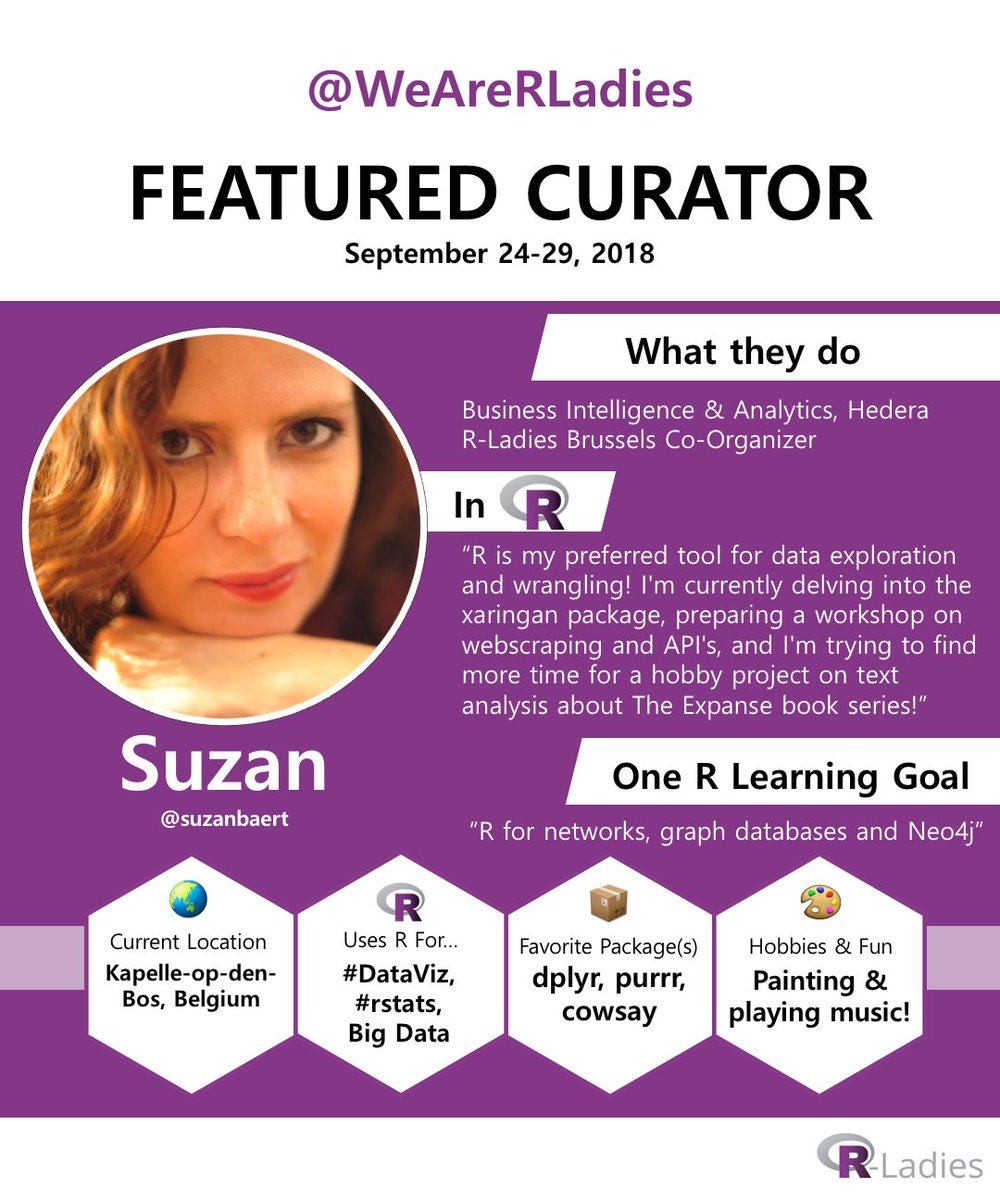 @WeAreRLadies
FEATURED CURATOR
September 24-29, 2018
What they do
Business Intelligence & Analytics, Hedera
R-Ladies Brussels Co-Organizer
In R
“R is my preferred tool for data exploration
and wrangling! I'm currently delving into the
xaringan package, preparing a workshop on
webscraping and API's, and I'm trying to find
more time for a hobby project on text
analysis about The Expanse book series!”
Suzan
@suzanbaert
One R Learning Goal
“R for networks, graph databases and Neo4j”
R
Current Location
Kapelle-op-den-
Bos, Belgium
Uses R For...
#DataViz,
#rstats,
Big Data
Favorite Package(s)
dplyr, purrr,
cowsay
Hobbies & Fun
Painting &
playing music!
R-Ladies